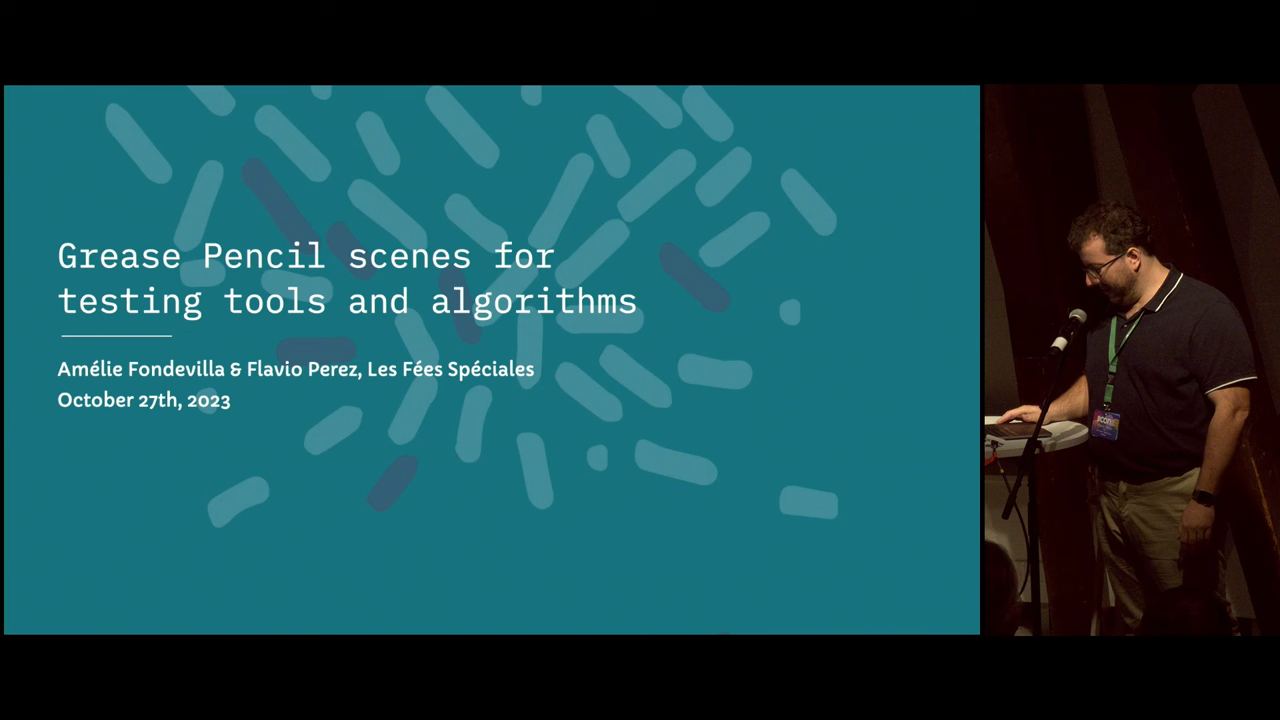 Grease Pencil scenes for
testing tools and algorithms
Amélie Fondevilla & Flavio Perez, Les Fées Spéciales
October 27th, 2023